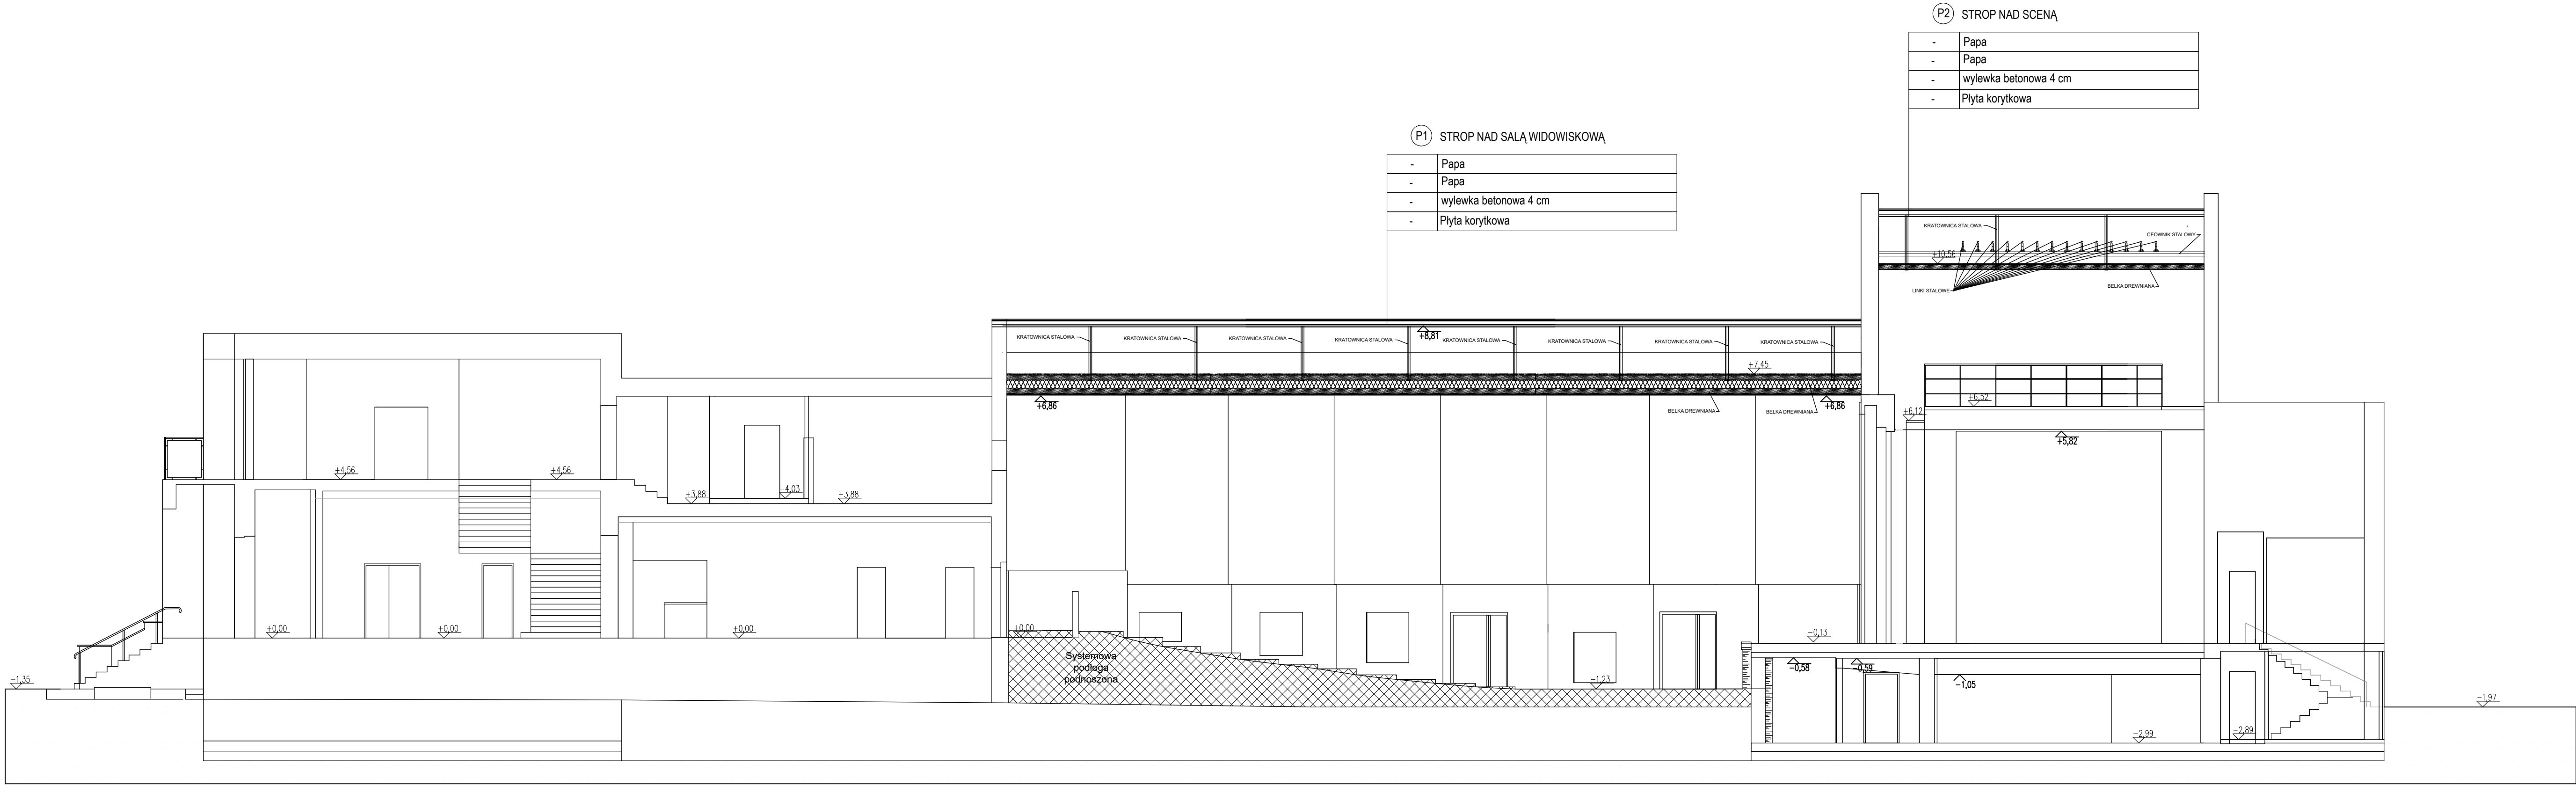 P2 STROP NAD SCENĄ
- Papa
- Papa
- wylewka betonowa 4 cm
- Płyta korytkowa
P1 STROP NAD SALĄ WIDOWISKOWĄ
- Papa
- Papa
- wylewka betonowa 4 cm
- Płyta korytkowa
KRATOWNICA STALOWA
CEOWNIK STALOWY
+10,56
LINKI STALOWE
BELKA DREWNIANA
+8,81
KRATOWNICA STALOWA
KRATOWNICA STALOWA
KRATOWNICA STALOWA
KRATOWNICA STALOWA
KRATOWNICA STALOWA
KRATOWNICA STALOWA
KRATOWNICA STALOWA
KRATOWNICA STALOWA
+7,45
+6,86
BELKA DREWNIANA
BELKA DREWNIANA
+6,86
+6,12
+6,52
+5,82
+4,56
+4,56
+3,88
+4,03
+3,88
+0,00
+0,00
+0,00
+0,00
-0,13
Systemowa
podłoga
podnoszona
-0,58
-0,59
-1,05
-1,35
-1,23
-1,97
-2,99
-2,89